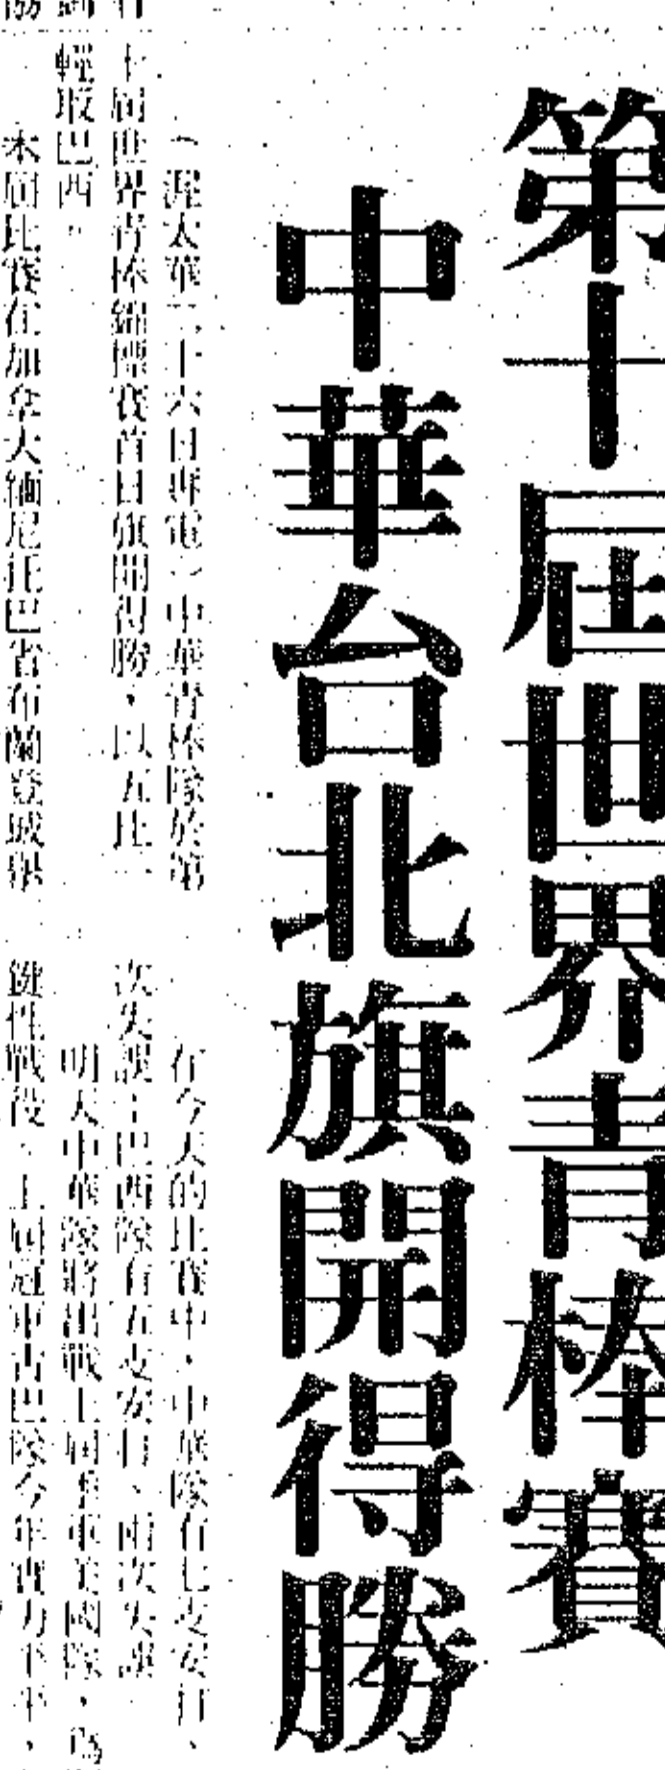 第十屆世界青棒賽
中華台北旗開得勝
（渥太華二十六日專電）中華青棒隊於第
十屆世界青棒錦標賽首日旗開得勝，以五比一
輕取巴西。
本屆比賽在加拿大緬尼托巴省布蘭登城舉
在今天的比賽中，中華隊有七支安打、
次失誤；巴西隊有五支安打、兩次失誤
明天中華隊將出戰上屆季軍美國隊，為
鍵性戰役。上屆冠軍古巴隊今年實力平平，